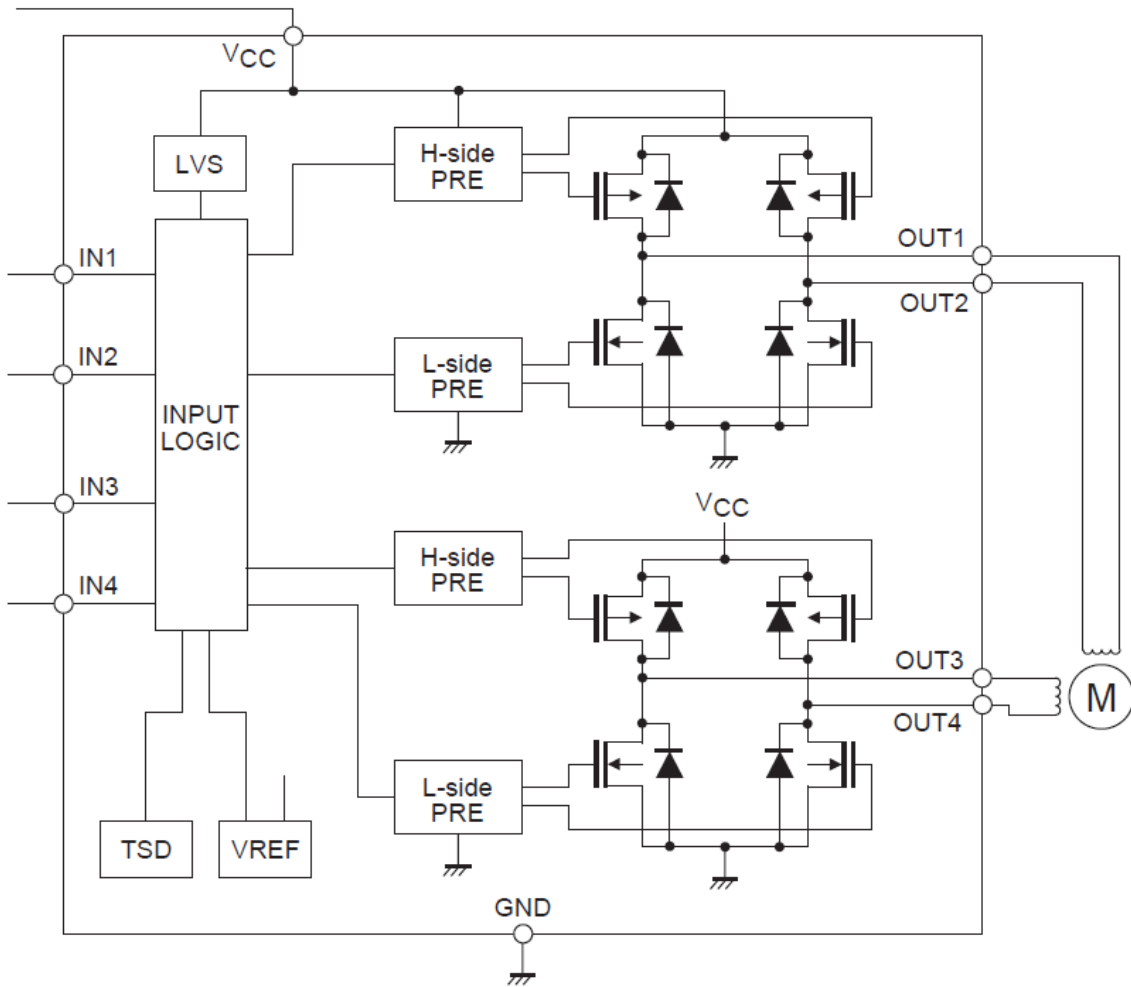 VCC
LVS
H-side
PRE
IN1
OUT1
OUT2
IN2
L-side
PRE
INPUT
LOGIC
IN3
VCC
H-side
PRE
IN4
OUT3
M
OUT4
L-side
PRE
TSD
VREF
GND